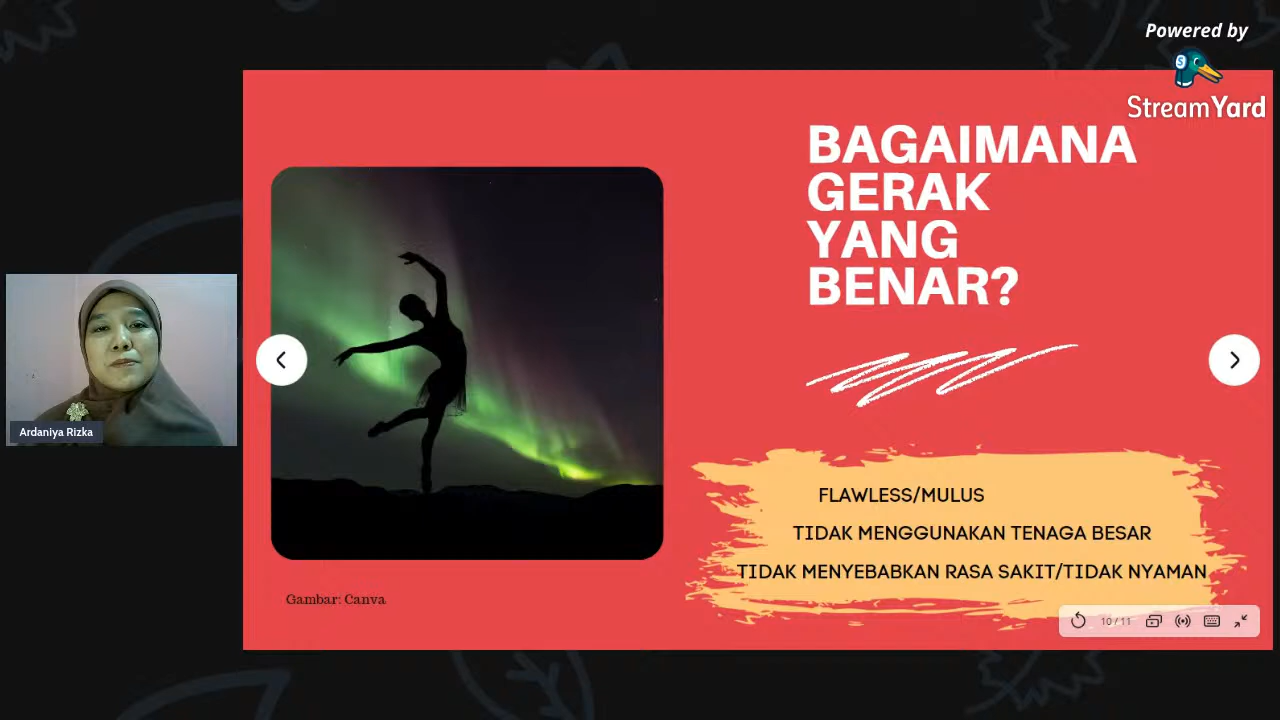 Powered by
StreamYard
BAGAIMANA
GERAK
YANG
BENAR?
Ardaniya Rizka
FLAWLESS/MULUS
TIDAK MENGGUNAKAN TENAGA BESAR
TIDAK MENYEBABKAN RASA SAKIT/TIDAK NYAMAN
Gambar: Canva
10/11